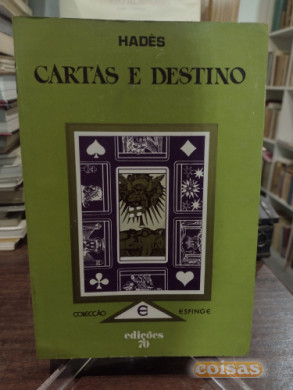 HADÈS
CARTAS E DESTINO
COLECÇÃO E ESFINGE
edições
70
coisas